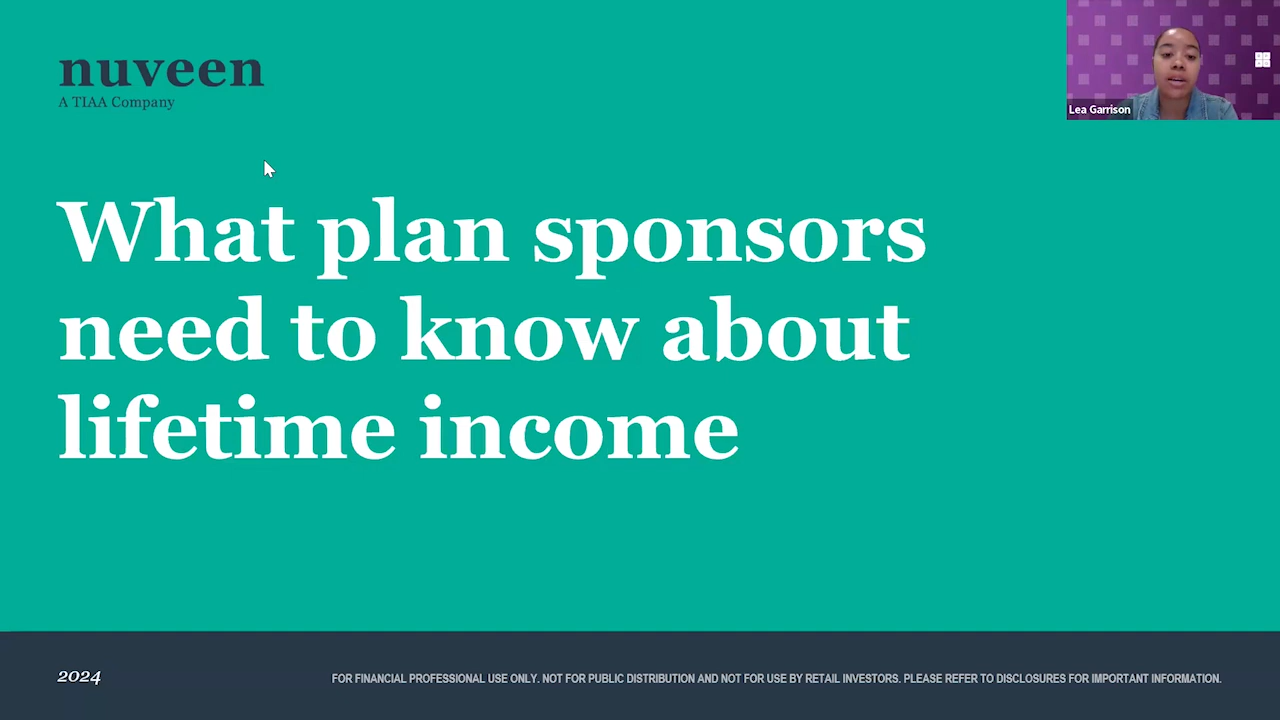 nuveen
A TIAA Company
Lea Garrison
What plan sponsors
need to know about
lifetime income
2024
FOR FINANCIAL PROFESSIONAL USE ONLY. NOT FOR PUBLIC DISTRIBUTION AND NOT FOR USE BY RETAIL INVESTORS. PLEASE REFER TO DISCLOSURES FOR IMPORTANT INFORMATION.